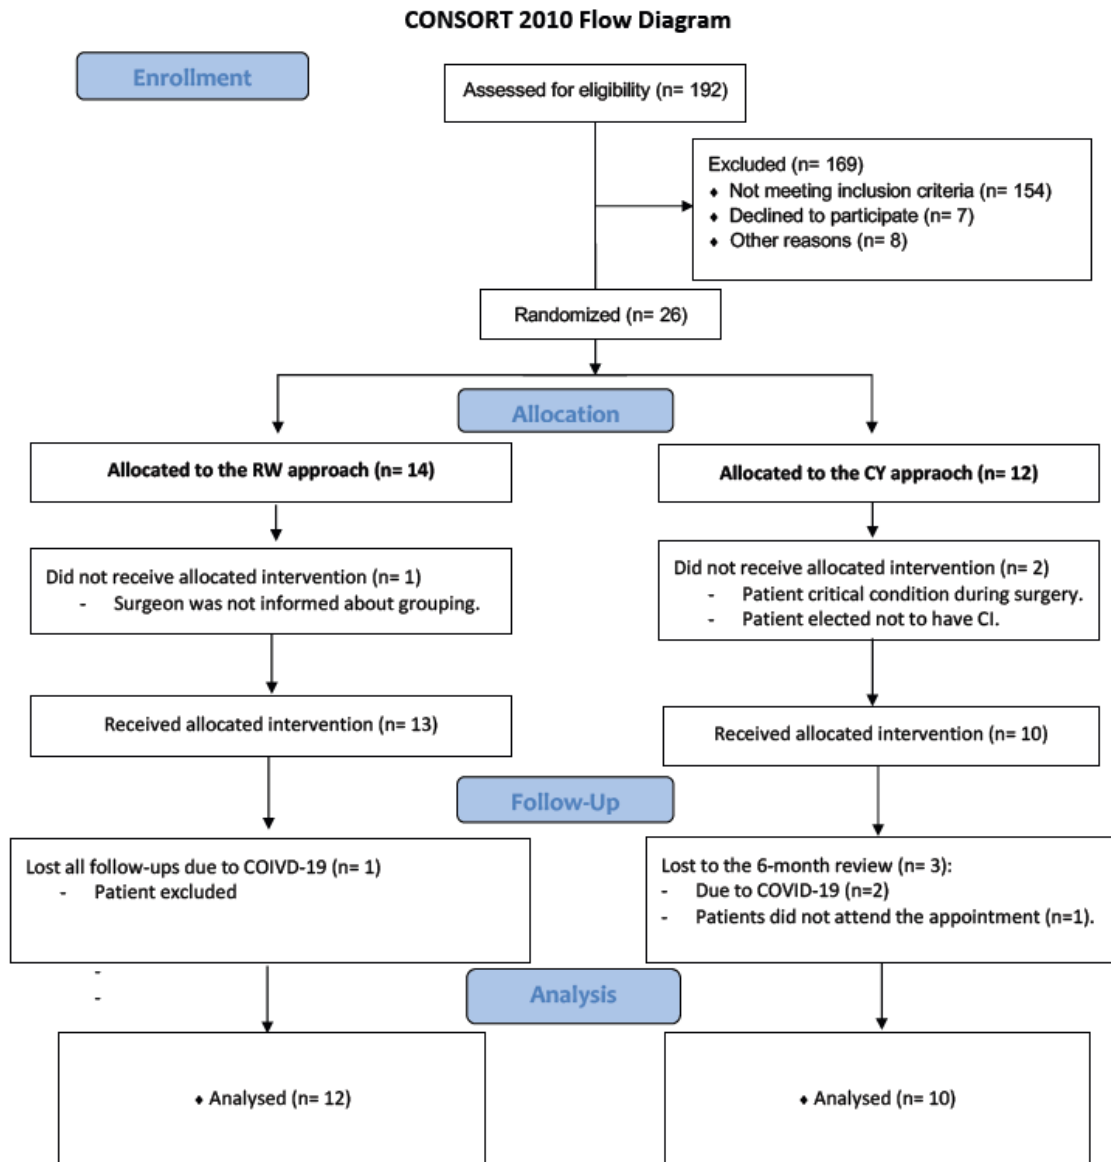 CONSORT 2010 Flow Diagram
Enrollment
Assessed for eligibility (n= 192)
Excluded (n= 169)
♦ Not meeting inclusion criteria (n= 154)
♦ Declined to participate (n= 7)
♦ Other reasons (n= 8)
Randomized (n= 26)
Allocation
Allocated to the RW approach (n= 14)
Allocated to the CY appraoch (n= 12)
Did not receive allocated intervention (n= 1)
- Surgeon was not informed about grouping.
Did not receive allocated intervention (n= 2)
- Patient critical condition during surgery.
- Patient elected not to have CI.
Received allocated intervention (n= 13)
Received allocated intervention (n= 10)
Follow-Up
Lost all follow-ups due to COIVD-19 (n= 1)
- Patient excluded
Lost to the 6-month review (n= 3):
- Due to COVID-19 (n=2)
- Patients did not attend the appointment (n=1).
-
-
Analysis
♦ Analysed (n= 12)
♦ Analysed (n= 10)